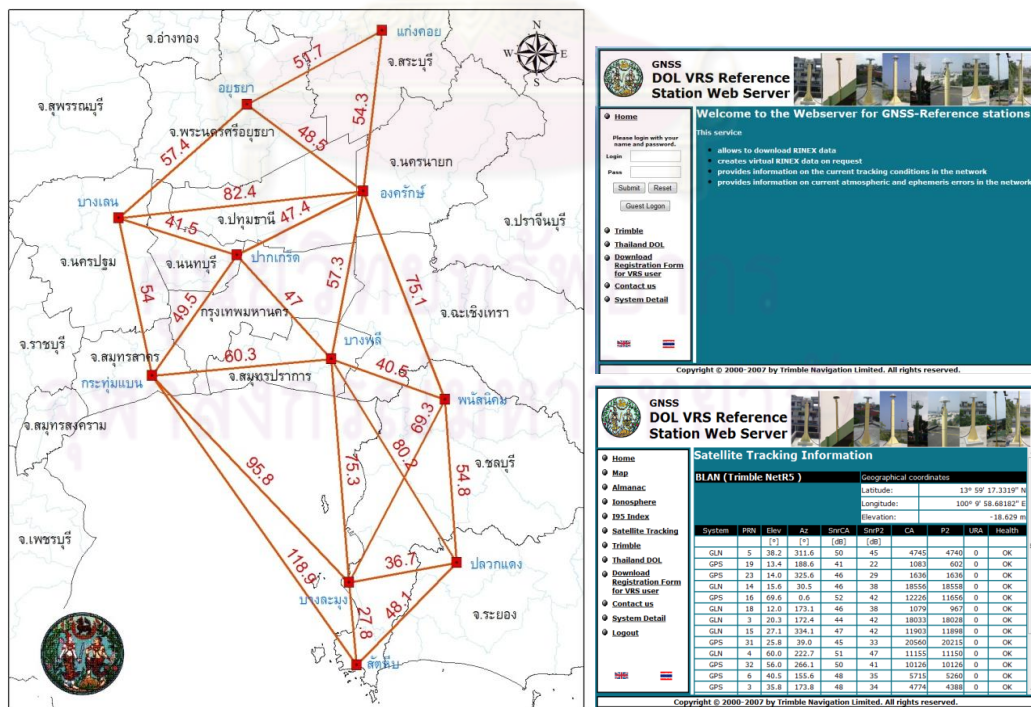 จ.อ่างทอง
แก่งคอย
N
W
E
S
51.7
จ.สระบุรี
จ.สุพรรณบุรี
อยุธยา
54.3
จ.พระนครศรีอยุธยา
48.5
57.4
จ.นครนายก
82.4
องครักษ์
บางเลน
จ.ปทุมธานี
47.4
จ.ปราจีนบุรี
41.5
ปากเกร็ด
จ.นครปฐม
จ.นนทบุรี
57.3
75.1
54
49.5
47
กรุงเทพมหานคร
จ.ฉะเชิงเทรา
จ.ราชบุรี
จ.สมุทรสาคร
60.3
บางพลี
40.6
กระทุ่มแบน
จ.สมุทรปราการ
พนัสนิคม
69.3
จ.สมุทรสงคราม
80.2
จ.ชลบุรี
95.8
75.3
54.8
จ.เพชรบุรี
118.9
36.7
ปลวกแดง
บางละมุง
48.1
จ.ระยอง
27.8
สัตหีบ
GNSS
DOL VRS Reference
Station Web Server
Home
Welcome to the Webserver for GNSS-Reference stations
Please login with your
name and password.
This service
allows to download RINEX data
creates virtual RINEX data on request
provides information on the current tracking conditions in the network
provides information on current atmospheric and ephemeris errors in the network
Login
Pass
Submit Reset
Guest Logon
Trimble
Thailand DOL
Download
Registration Form
for VRS user
Contact us
System Detail
Copyright © 2000-2007 by Trimble Navigation Limited. All rights reserved.
GNSS
DOL VRS Reference
Station Web Server
Home
Map
Almanac
Ionosphere
I95 Index
Satellite Tracking
Trimble
Thailand DOL
Download
Registration Form
for VRS user
Contact us
System Detail
Logout
Satellite Tracking Information
BLAN (Trimble NetR5 ) Geographical coordinates
Latitude: 13° 59' 17.3319" N
Longitude: 100° 9' 58.68182" E
Elevation: -18.629 m
System PRN Elev Az SnrCA SnrP2 CA P2 URA Health
[°] [°] [dB] [dB]
GLN 5 38.2 311.6 50 45 4745 4740 0 OK
GPS 19 13.4 188.6 41 22 1083 602 0 OK
GPS 23 14.0 325.6 46 29 1636 1636 0 OK
GLN 14 15.6 30.5 46 38 18556 18558 0 OK
GPS 16 69.6 0.6 52 42 12226 11656 0 OK
GLN 18 12.0 173.1 46 38 1079 967 0 OK
GLN 3 20.3 172.4 44 42 18033 18028 0 OK
GLN 15 27.1 334.1 47 42 11903 11898 0 OK
GPS 31 25.8 39.0 45 33 20560 20215 0 OK
GLN 4 60.0 222.7 51 47 11155 11150 0 OK
GPS 32 56.0 266.1 50 41 10126 10126 0 OK
GPS 6 40.5 155.6 48 35 5715 5260 0 OK
GPS 3 35.8 173.8 48 34 4774 4388 0 OK
Copyright © 2000-2007 by Trimble Navigation Limited. All rights reserved.